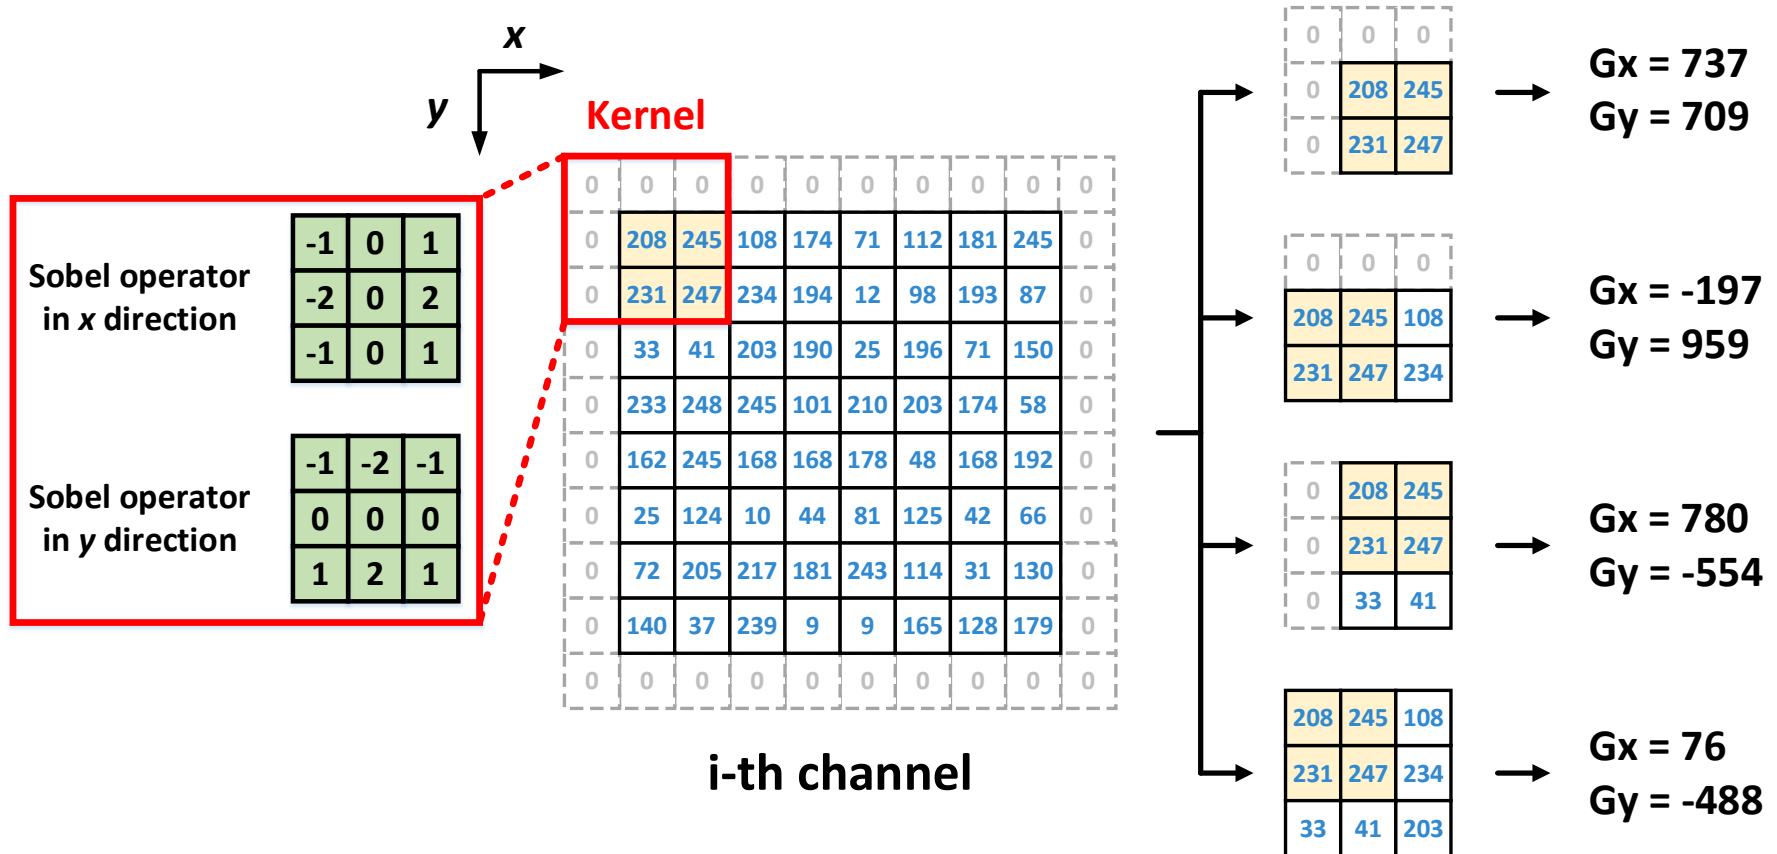 x
y
Kernel
Sobel operator
in x direction
-1 0 1
-2 0 2
-1 0 1
Sobel operator
in y direction
-1 -2 -1
0 0 0
1 2 1
0 0 0 0 0 0 0 0 0 0
0 208 245 108 174 71 112 181 245 0
0 231 247 234 194 12 98 193 87 0
0 33 41 203 190 25 196 71 150 0
0 233 248 245 101 210 203 174 58 0
0 162 245 168 168 178 48 168 192 0
0 25 124 10 44 81 125 42 66 0
0 72 205 217 181 243 114 31 130 0
0 140 37 239 9 9 165 128 179 0
0 0 0 0 0 0 0 0 0 0
i-th channel
0 0 0
0 208 245
0 231 247
Gx = 737
Gy = 709
0 0 0
208 245 108
231 247 234
Gx = -197
Gy = 959
0 208 245
0 231 247
0 33 41
Gx = 780
Gy = -554
208 245 108
231 247 234
33 41 203
Gx = 76
Gy = -488